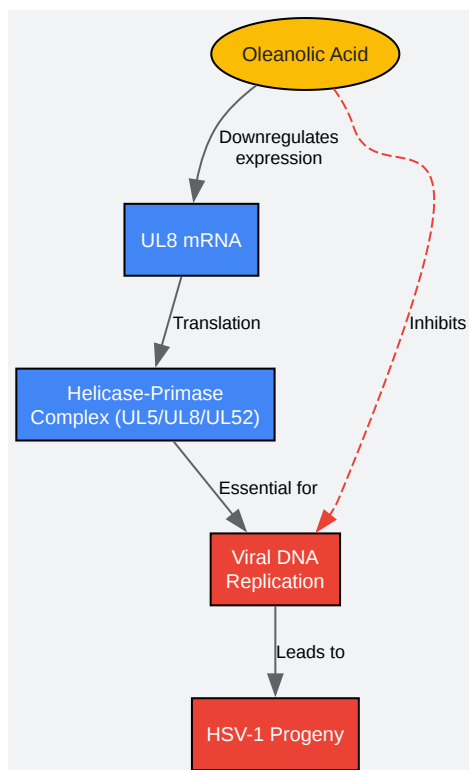 Oleanolic Acid
Downregulates
expression
UL8 mRNA
Translation
Inhibits
Helicase-Primase
Complex (UL5/UL8/UL52)
Essential for
Viral DNA
Replication
Leads to
HSV-1 Progeny